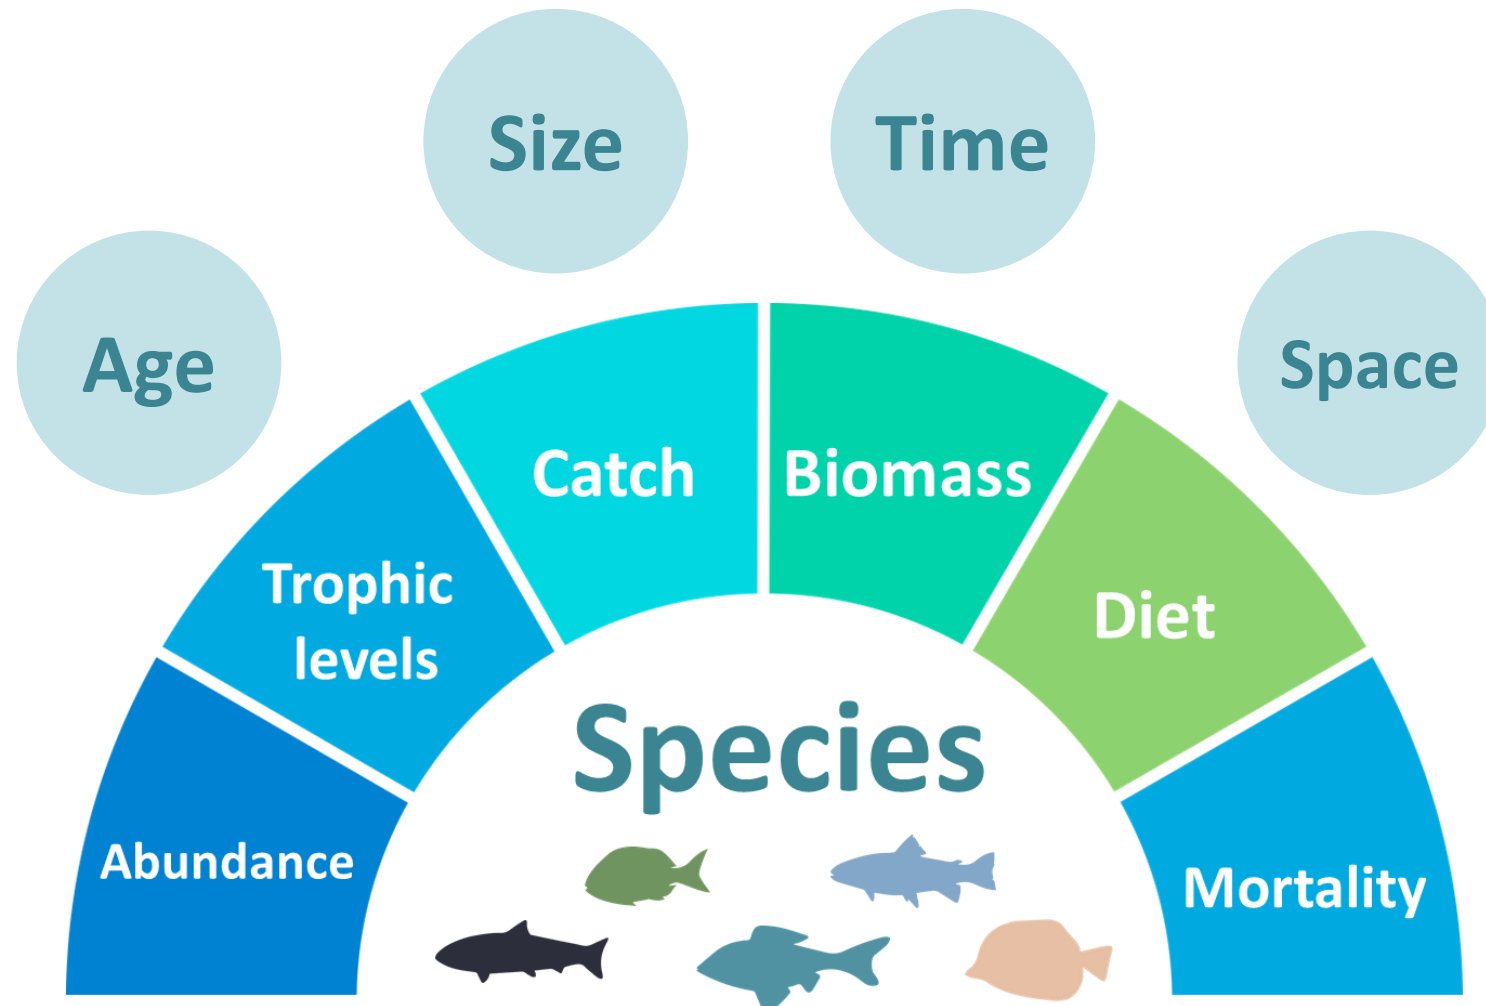 Size
Time
Age
Space
Catch
Biomass
Trophic
levels
Diet
Species
Abundance
Mortality